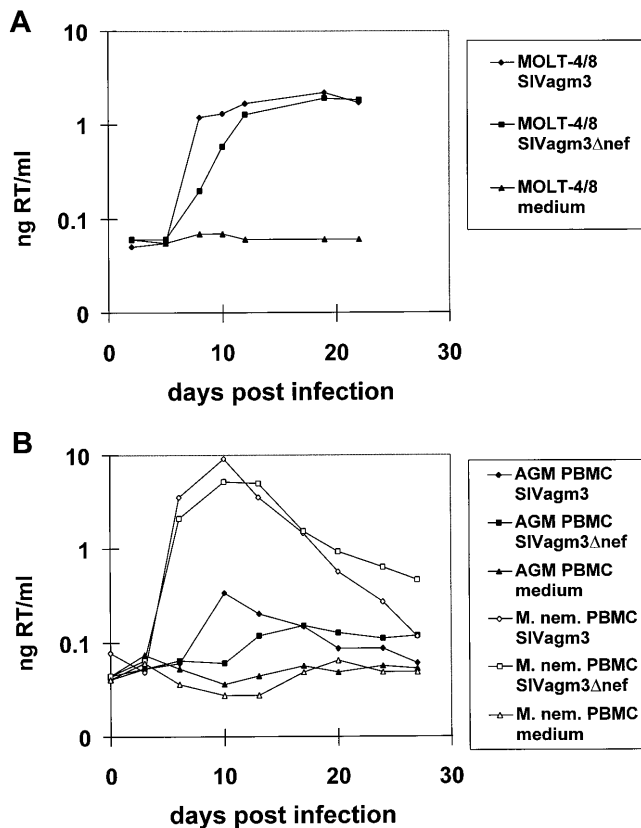 A
10
1
0.1
0
ng RT/ml
0
10
20
30
days post infection
MOLT-4/8
SIVagm3
MOLT-4/8
SIVagm3Δnef
MOLT-4/8
medium
B
10
1
0.1
0
ng RT/ml
0
10
20
30
days post infection
AGM PBMC
SIVagm3
AGM PBMC
SIVagm3Δnef
AGM PBMC
medium
M. nem. PBMC
SIVagm3
M. nem. PBMC
SIVagm3Δnef
M. nem. PBMC
medium